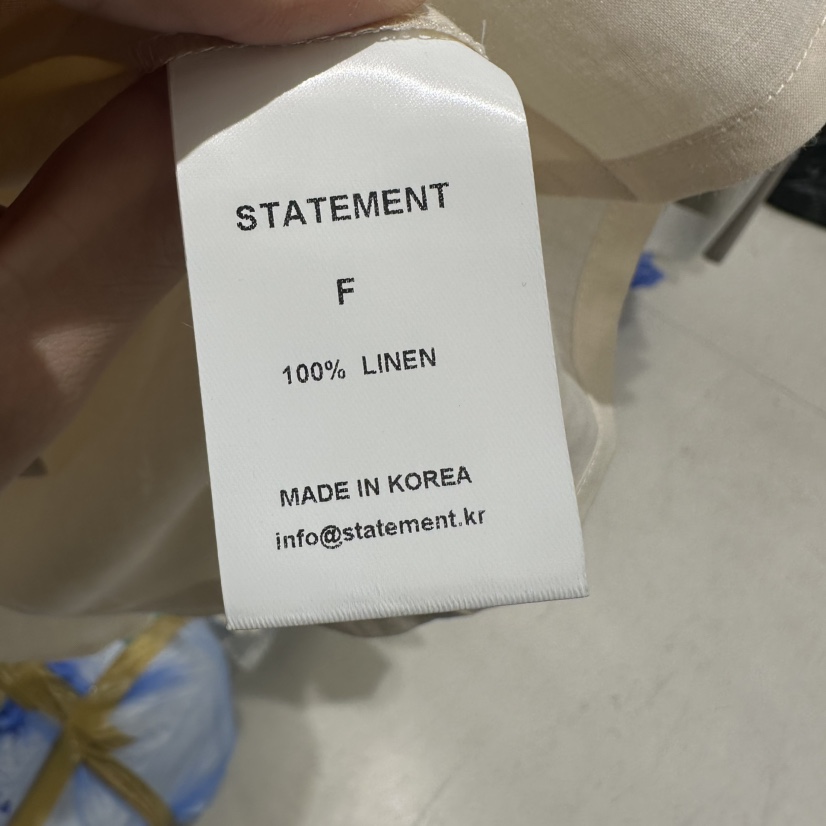 STATEMENT
F
100% LINEN
MADE IN KOREA
info@statement.kr